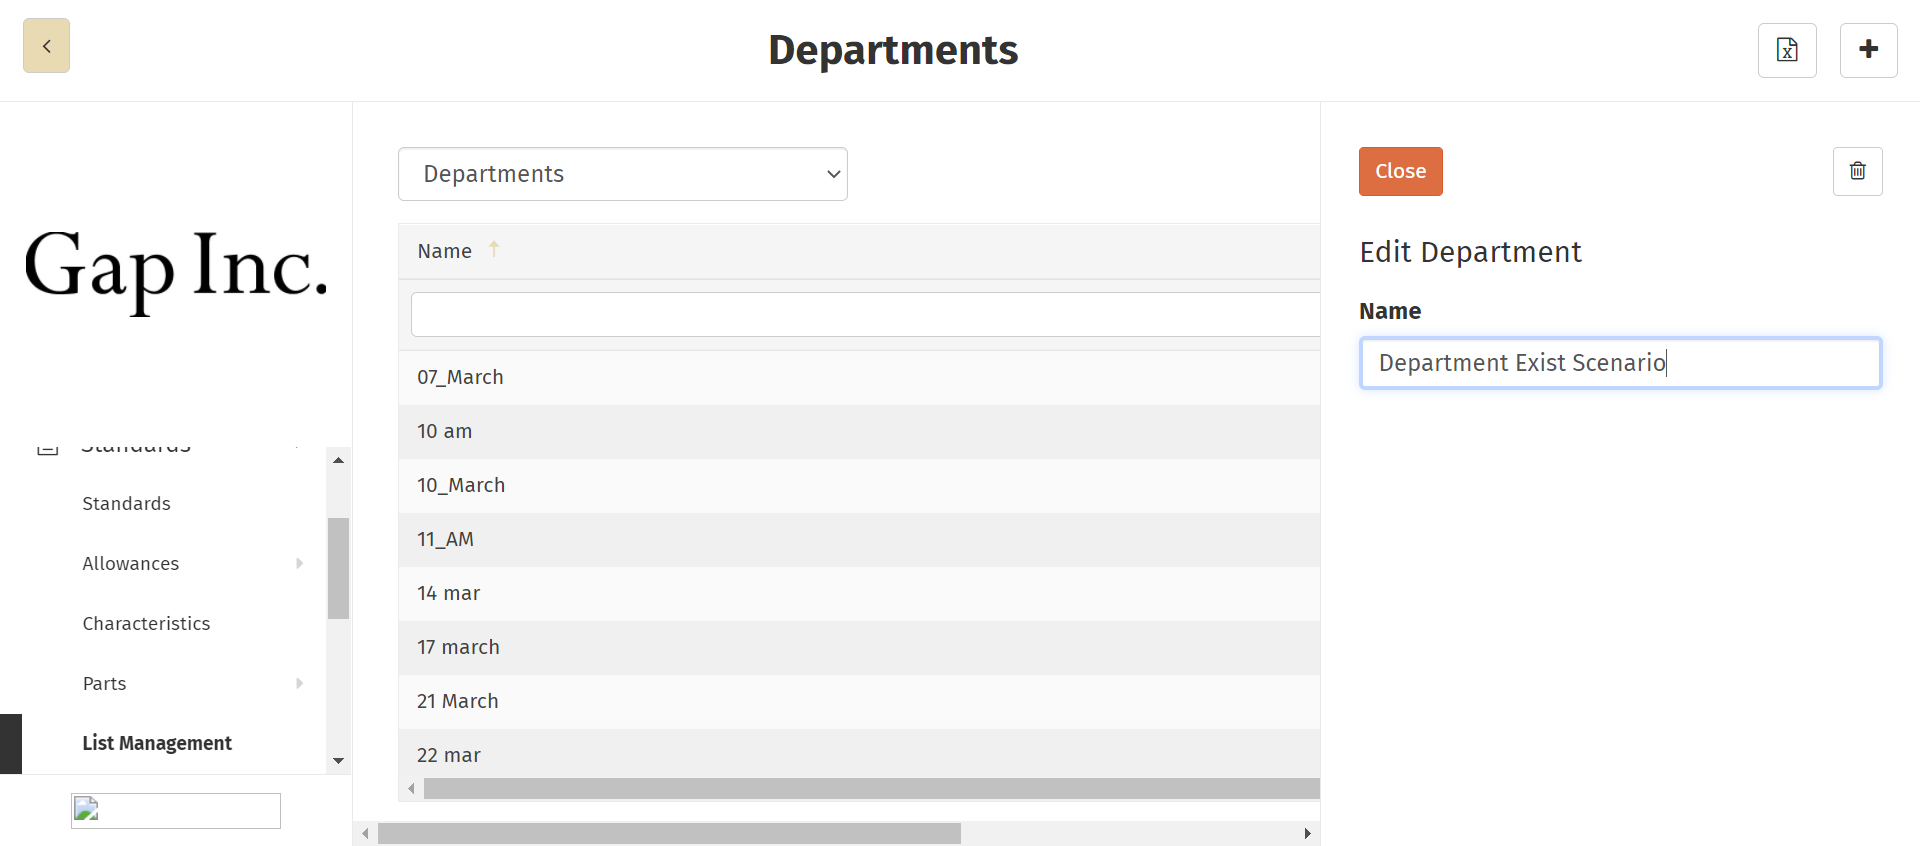 Departments
Gap Inc.
Standards
Standards
Allowances
Characteristics
Parts
List Management
Departments
Name
07_March
10 am
10_March
11_AM
14 mar
17 march
21 March
22 mar
Close
Edit Department
Name
Department Exist Scenario